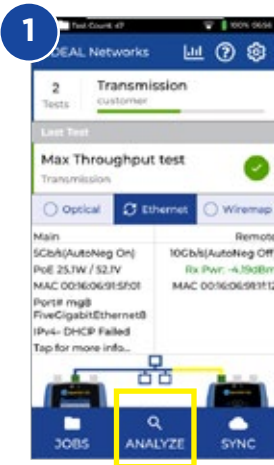 1
Test Count 47
100% 06:56
IDEAL Networks
2
Tests
Transmission
customer
Last Test
Max Throughput test
Transmission
Optical
Ethernet
Wiremap
Main
Remote
5Gb/s(AutoNeg On)
10Gb/s(AutoNeg Off)
PoE 25.1W / 52.1V
Rx Pwr: -4.19dBm
MAC 00:16:06:91:5f:01
MAC 00:16:06:91:1f:12
Port# mg8
FiveGigabitEthernet8
IPv4- DHCP Failed
Tap for more info...
JOBS
ANALYZE
SYNC